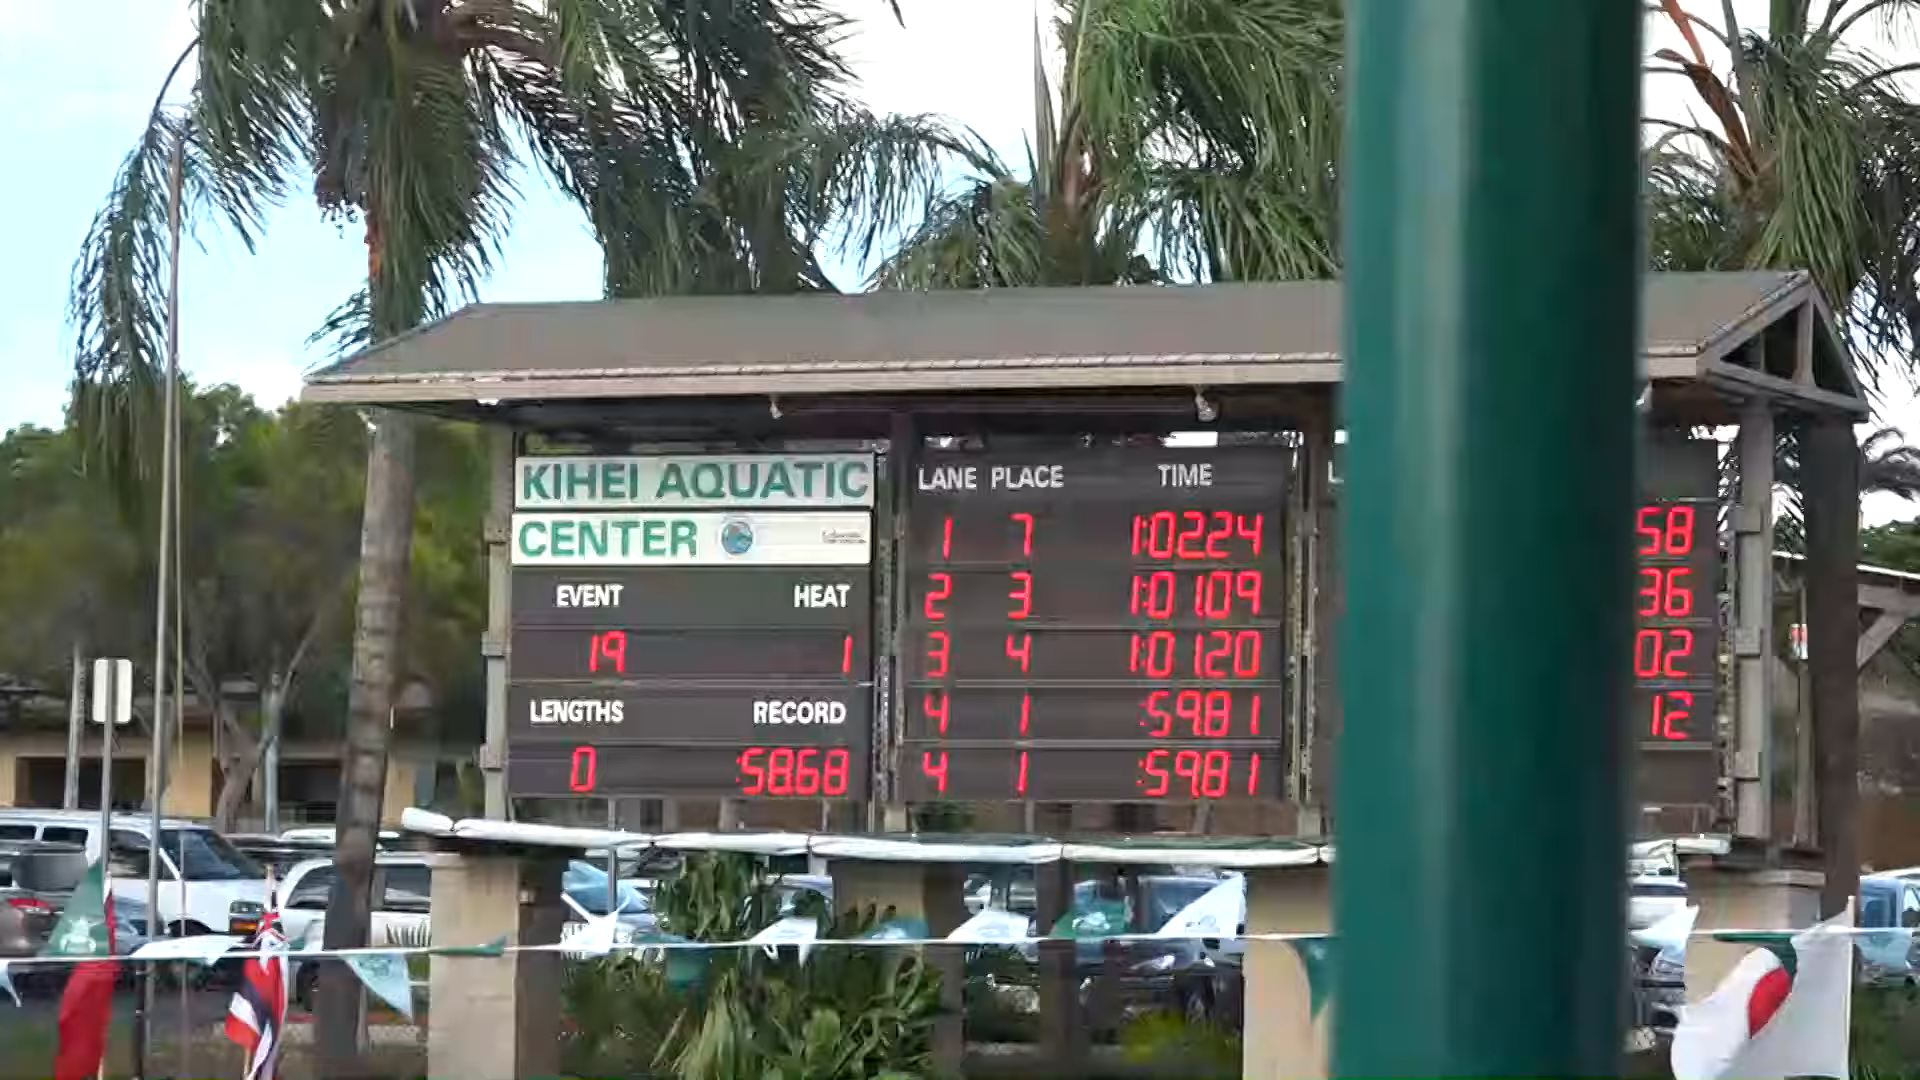 KIHEI AQUATIC
CENTER
EVENT HEAT
19 1
LENGTHS RECORD
0 :58.68
LANE PLACE TIME
1 7 1:02.24
2 3 1:01.09
3 4 1:01.20
4 1 :59.81
4 1 :59.81
L
58
36
02
12